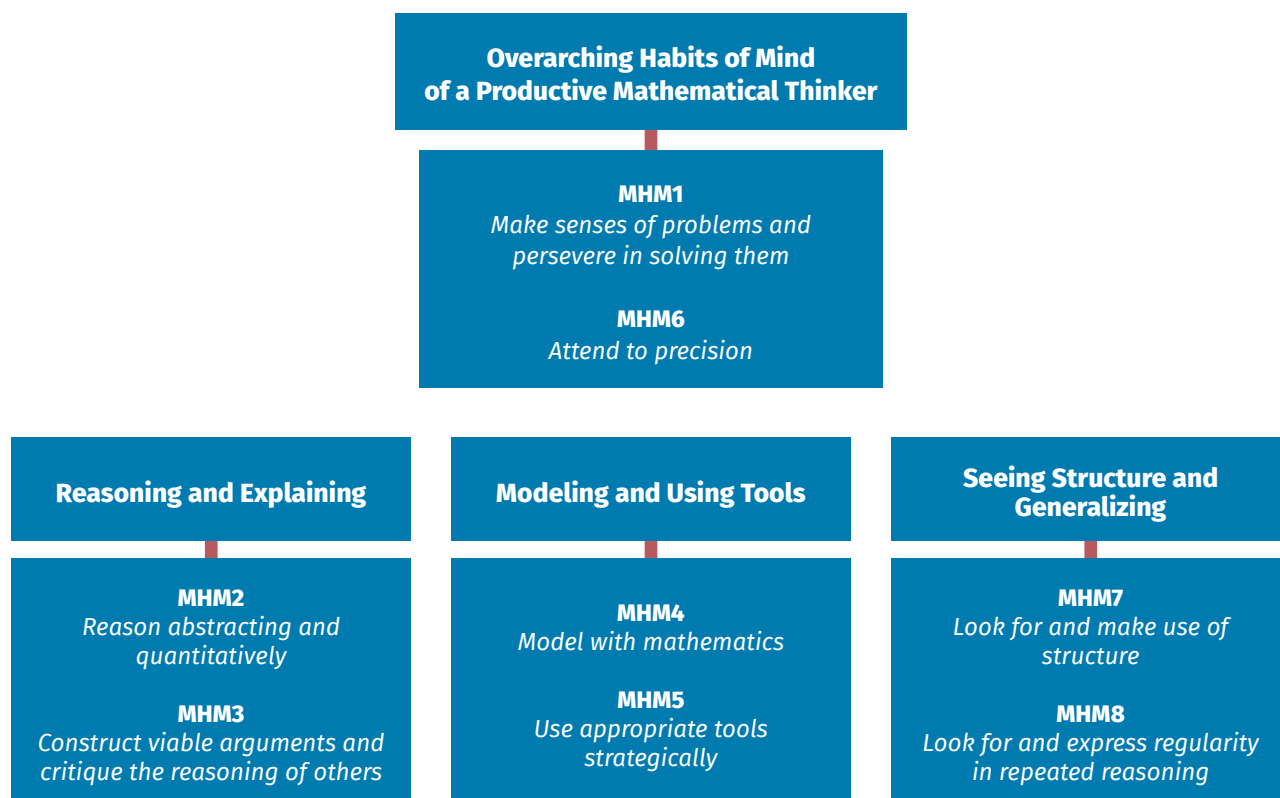 Overarching Habits of Mind
of a Productive Mathematical Thinker
MHM1
Make senses of problems and
persevere in solving them
MHM6
Attend to precision
Reasoning and Explaining
MHM2
Reason abstracting and
quantitatively
MHM3
Construct viable arguments and
critique the reasoning of others
Modeling and Using Tools
MHM4
Model with mathematics
MHM5
Use appropriate tools
strategically
Seeing Structure and
Generalizing
MHM7
Look for and make use of
structure
MHM8
Look for and express regularity
in repeated reasoning